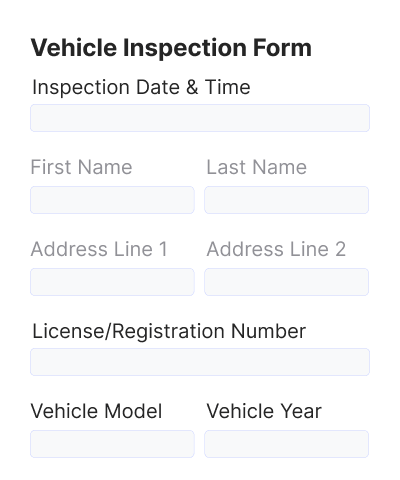 Vehicle Inspection Form
Inspection Date & Time
First Name Last Name
Address Line 1 Address Line 2
License/Registration Number
Vehicle Model Vehicle Year